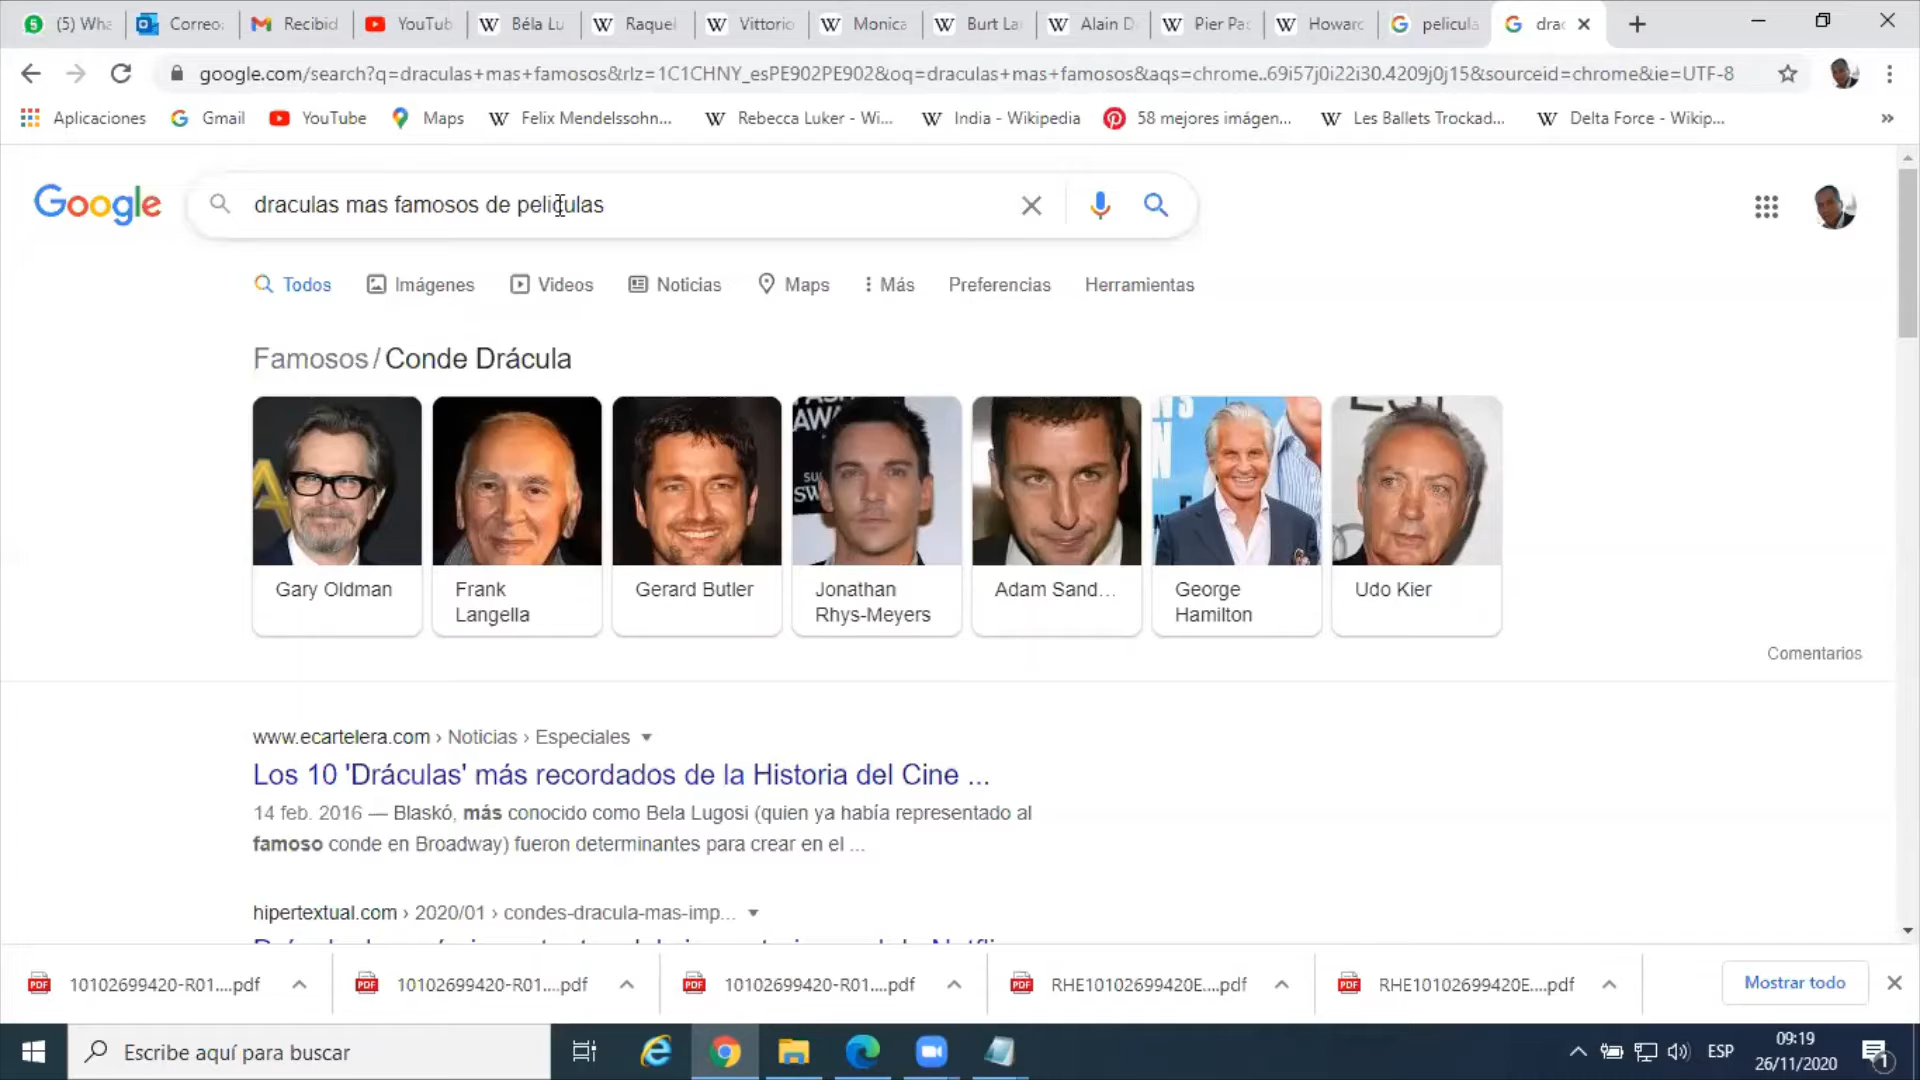 (5) Wha
Correo:
Recibid
YouTub
Béla Lu
Raquel
Vittorio
Monica
Burt La
Alain D
Pier Pa
Howard
pelicula
drac
google.com/search?q=draculas+mas+famosos&rlz=1C1CHNY_esPE902PE902&oq=draculas+mas+famosos&aqs=chrome..69i57j0i22i30.4209j0j15&sourceid=chrome&ie=UTF-8
Aplicaciones
Gmail
YouTube
Maps
Felix Mendelssohn...
Rebecca Luker - Wi...
India - Wikipedia
58 mejores imágen...
Les Ballets Trockad...
Delta Force - Wikip...
Google
draculas mas famosos de peliculas
Todos
Imágenes
Videos
Noticias
Maps
Más
Preferencias
Herramientas
Famosos / Conde Drácula
Gary Oldman
Frank
Langella
Gerard Butler
Jonathan
Rhys-Meyers
Adam Sand...
George
Hamilton
Udo Kier
Comentarios
www.ecartelera.com › Noticias › Especiales
Los 10 'Dráculas' más recordados de la Historia del Cine ...
14 feb. 2016 — Blaskó, más conocido como Bela Lugosi (quien ya había representado al
famoso conde en Broadway) fueron determinantes para crear en el ...
hipertextual.com › 2020/01 › condes-dracula-mas-imp...
10102699420-R01....pdf
10102699420-R01....pdf
10102699420-R01....pdf
RHE10102699420E....pdf
RHE10102699420E....pdf
Mostrar todo
Escribe aquí para buscar
ESP
09:19
26/11/2020
1